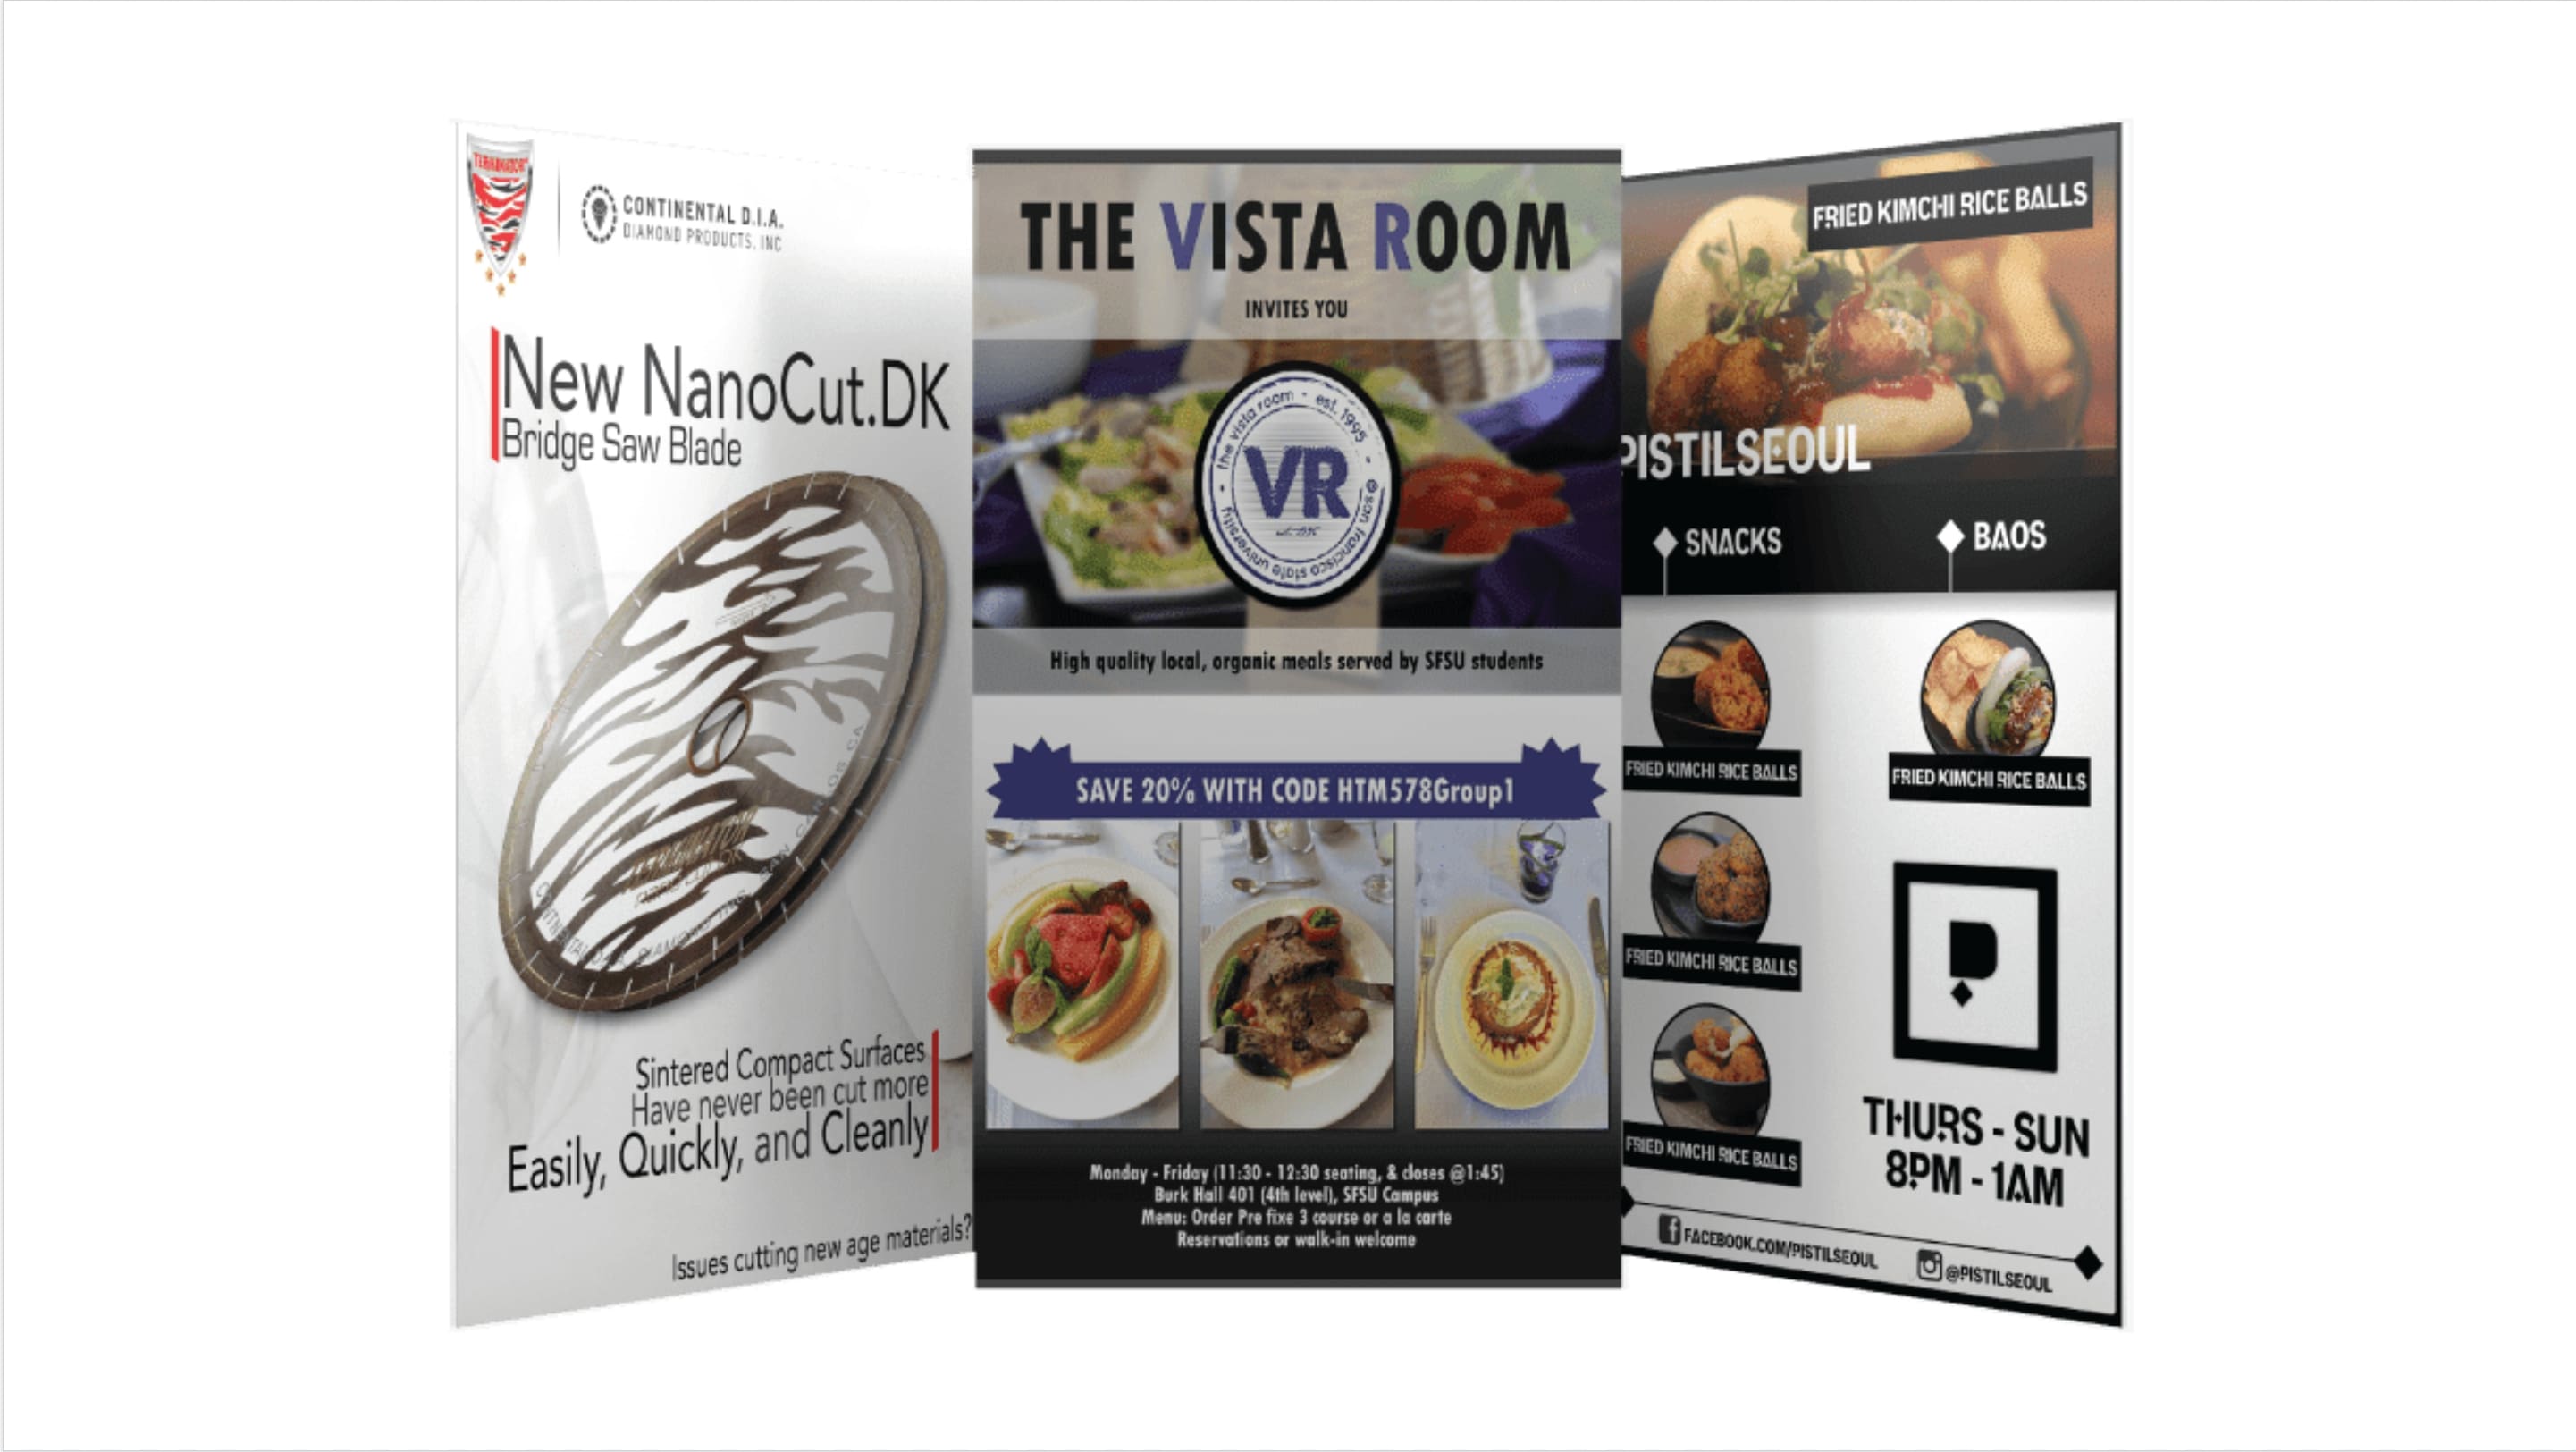 TERMINATOR
CONTINENTAL D.I.A.
DIAMOND PRODUCTS, INC
New NanoCut.DK
Bridge Saw Blade
Sintered Compact Surfaces
Have never been cut more
Easily, Quickly, and Cleanly
Issues cutting new age materials?
THE VISTA ROOM
INVITES YOU
the vista room • est. 1995 •
@ san francisco state university •
VR
High quality local, organic meals served by SFSU students
SAVE 20% WITH CODE HTM578Group1
Monday - Friday (11:30 - 12:30 seating, & closes @1:45)
Burk Hall 401 (4th level), SFSU Campus
Menu: Order Pre fixe 3 course or a la carte
Reservations or walk-in welcome
FRIED KIMCHI RICE BALLS
PISTILSEOUL
SNACKS
BAOS
FRIED KIMCHI RICE BALLS
FRIED KIMCHI RICE BALLS
FRIED KIMCHI RICE BALLS
FRIED KIMCHI RICE BALLS
P
THURS - SUN
8PM - 1AM
FACEBOOK.COM/PISTILSEOUL
@PISTILSEOUL